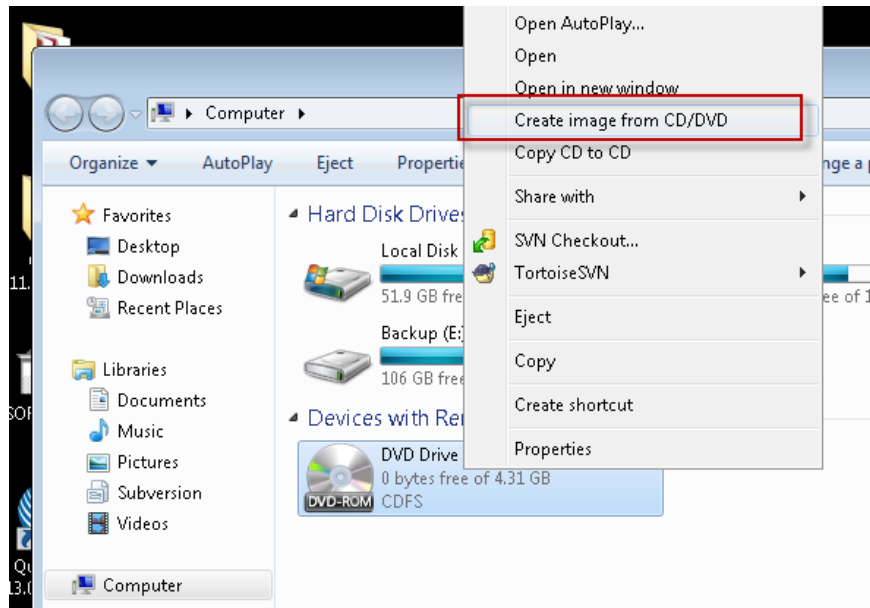 Open AutoPlay...
Open
Open in new window
Create image from CD/DVD
Copy CD to CD
Share with
SVN Checkout...
TortoiseSVN
Eject
Copy
Create shortcut
Properties
Computer
Organize
AutoPlay
Eject
Favorites
Desktop
Downloads
Recent Places
Libraries
Documents
Music
Pictures
Subversion
Videos
Computer
Hard Disk Drives
Local Disk
51.9 GB free
Backup (E:)
106 GB free
Devices with
DVD Drive
0 bytes free of 4.31 GB
CDFS
DVD-ROM
11.
13.0